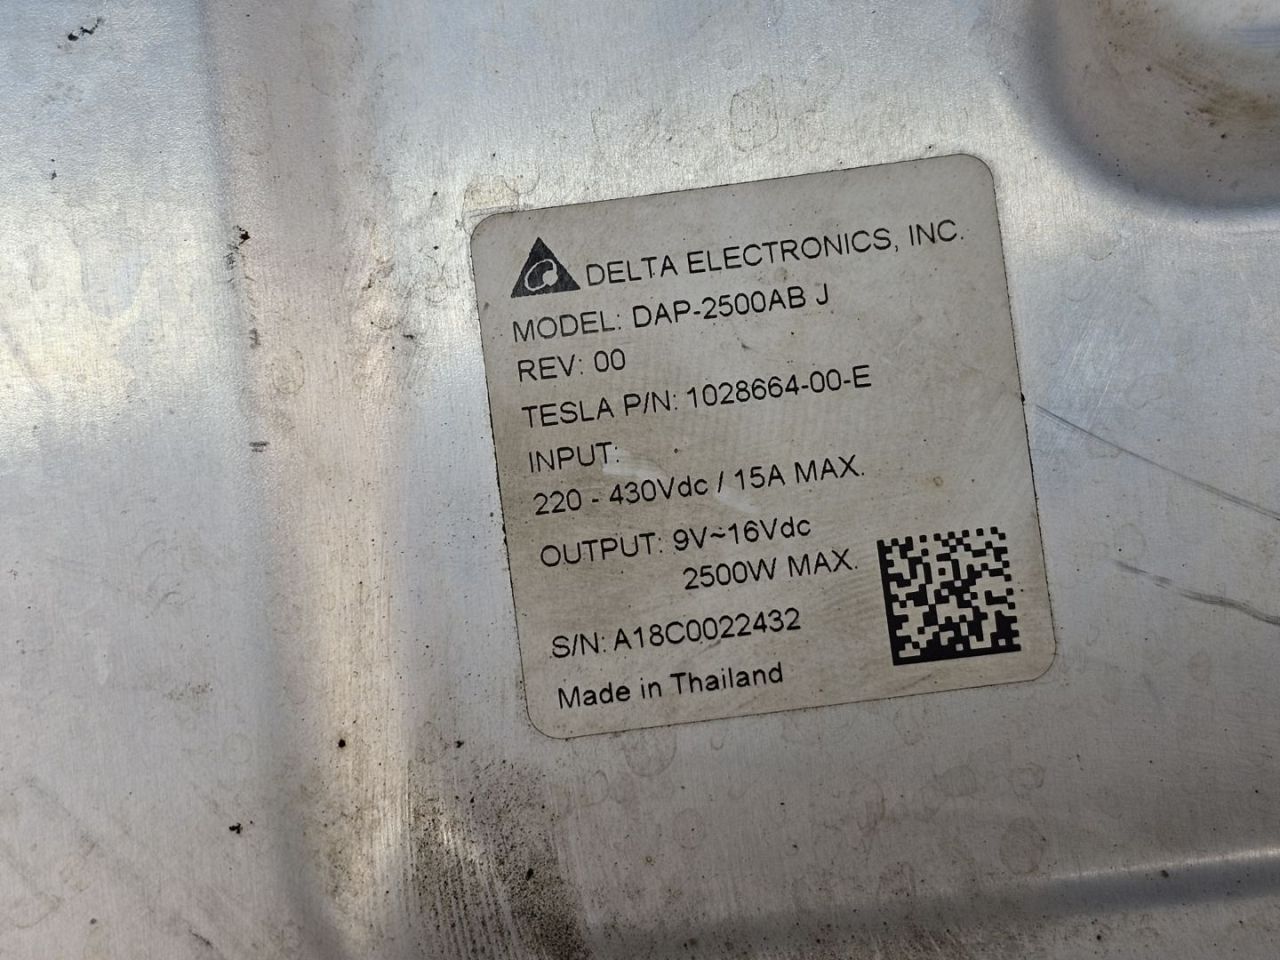 DELTA ELECTRONICS, INC.
MODEL: DAP-2500AB J
REV: 00
TESLA P/N: 1028664-00-E
INPUT:
220 - 430Vdc / 15A MAX.
OUTPUT: 9V~16Vdc
2500W MAX.
S/N: A18C0022432
Made in Thailand